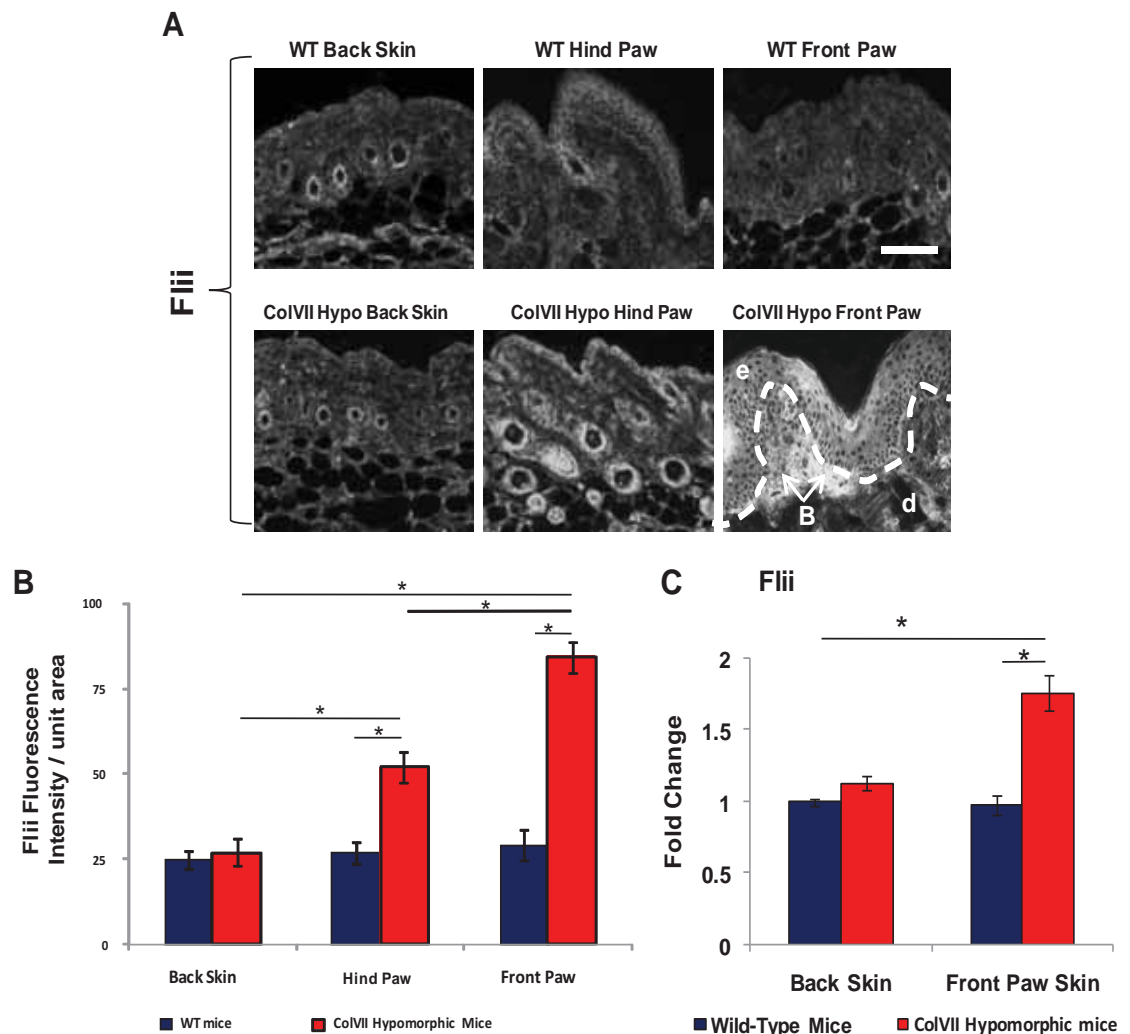 A
WT Back Skin
WT Hind Paw
WT Front Paw
Flii
ColVII Hypo Back Skin
ColVII Hypo Hind Paw
ColVII Hypo Front Paw
e
B
d
B
Flii Fluorescence
Intensity / unit area
100
75
50
25
0
*
*
*
*
*
Back Skin
Hind Paw
Front Paw
WT mice
ColVII Hypomorphic Mice
C
Flii
Fold Change
2
1.5
1
0.5
0
*
*
Back Skin
Front Paw Skin
Wild-Type Mice
ColVII Hypomorphic mice